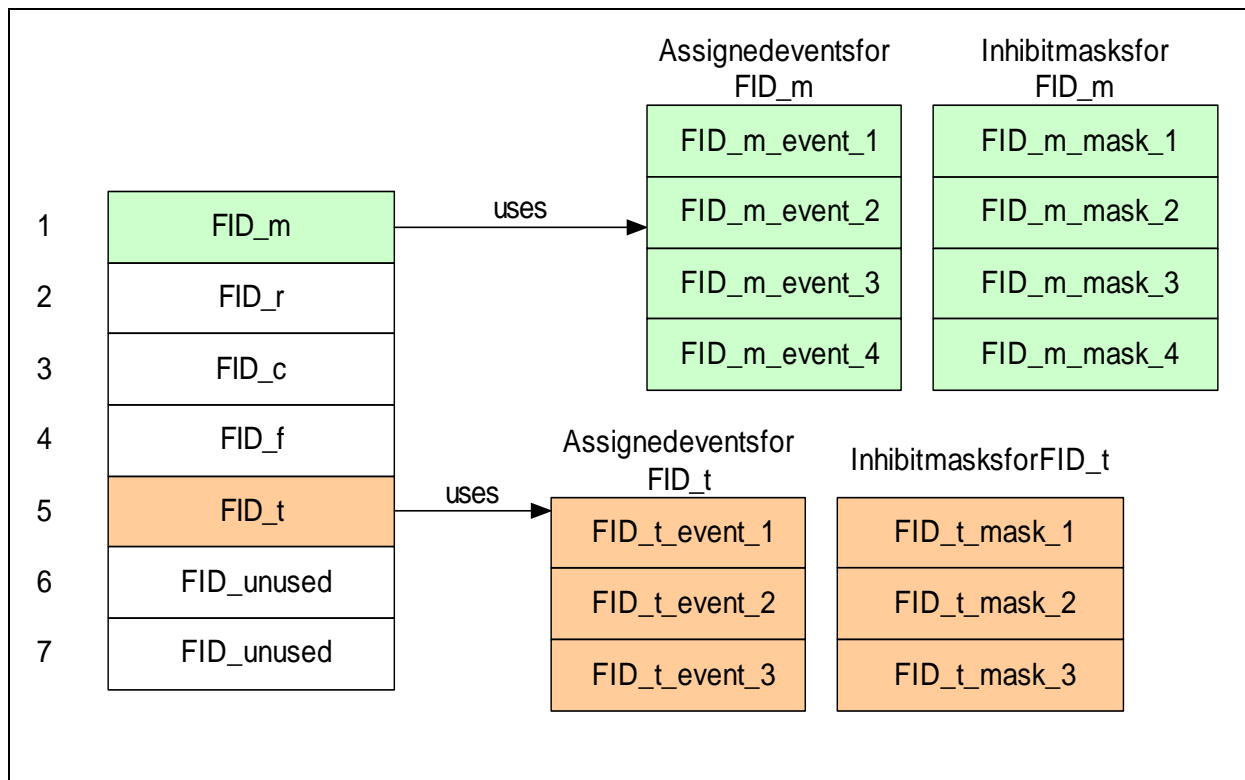 Assignedeventsfor
FID_m
Inhibitmasksfor
FID_m
FID_m_event_1
FID_m_mask_1
FID_m_event_2
FID_m_mask_2
FID_m_event_3
FID_m_mask_3
FID_m_event_4
FID_m_mask_4
1
FID_m
uses
2
FID_r
3
FID_c
4
FID_f
5
FID_t
uses
6
FID_unused
7
FID_unused
Assignedeventsfor
FID_t
InhibitmasksforFID_t
FID_t_event_1
FID_t_mask_1
FID_t_event_2
FID_t_mask_2
FID_t_event_3
FID_t_mask_3